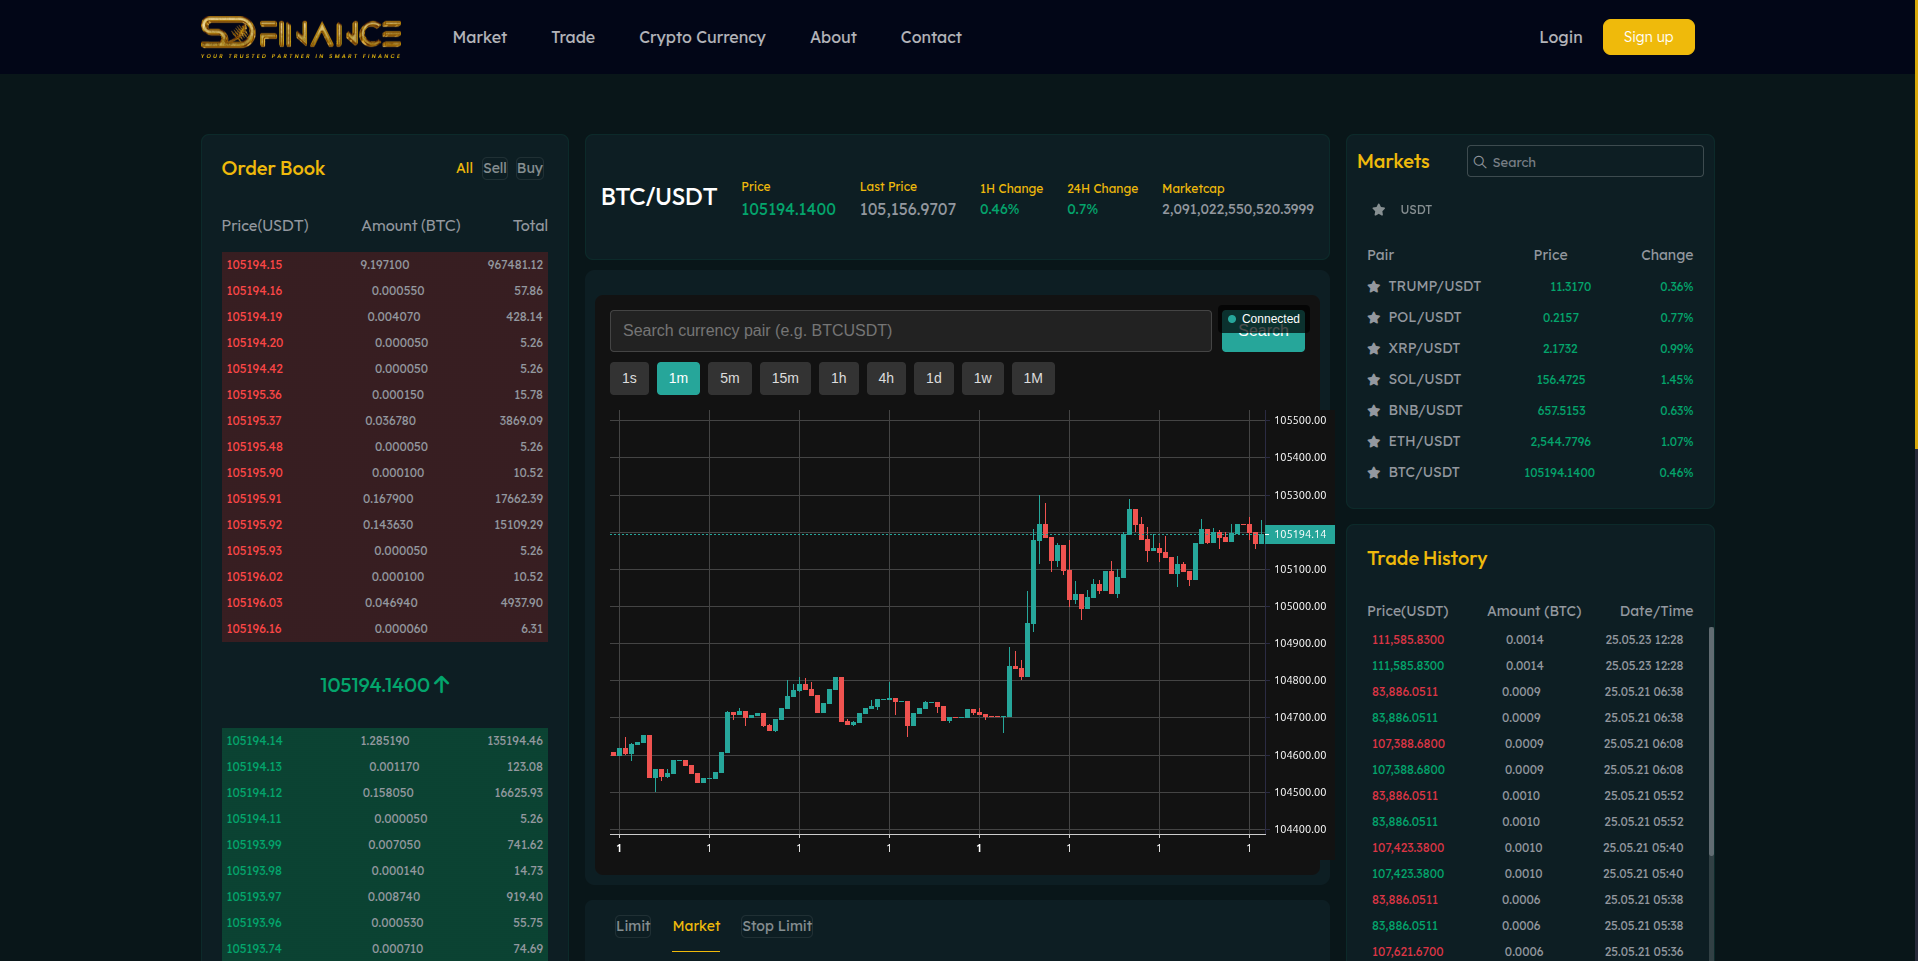 SDFINANCE
YOUR TRUSTED PARTNER IN SMART FINANCE
Market Trade Crypto Currency About Contact
Login Sign up
Order Book All Sell Buy
Price(USDT) Amount (BTC) Total
105194.15 9.197100 967481.12
105194.16 0.000550 57.86
105194.19 0.004070 428.14
105194.20 0.000050 5.26
105194.42 0.000050 5.26
105195.36 0.000150 15.78
105195.37 0.036780 3869.09
105195.48 0.000050 5.26
105195.90 0.000100 10.52
105195.91 0.167900 17662.39
105195.92 0.143630 15109.29
105195.93 0.000050 5.26
105196.02 0.000100 10.52
105196.03 0.046940 4937.90
105196.16 0.000060 6.31
105194.1400
105194.14 1.285190 135194.46
105194.13 0.001170 123.08
105194.12 0.158050 16625.93
105194.11 0.000050 5.26
105193.99 0.007050 741.62
105193.98 0.000140 14.73
105193.97 0.008740 919.40
105193.96 0.000530 55.75
105193.74 0.000710 74.69
BTC/USDT
Price
105194.1400
Last Price
105,156.9707
1H Change
0.46%
24H Change
0.7%
Marketcap
2,091,022,550,520.3999
Search currency pair (e.g. BTCUSDT)
Connected
Search
1s 1m 5m 15m 1h 4h 1d 1w 1M
105500.00
105400.00
105300.00
105194.14
105100.00
105000.00
104900.00
104800.00
104700.00
104600.00
104500.00
104400.00
1 1 1 1 1 1 1 1
Limit Market Stop Limit
Markets Search
USDT
Pair Price Change
TRUMP/USDT 11.3170 0.36%
POL/USDT 0.2157 0.77%
XRP/USDT 2.1732 0.99%
SOL/USDT 156.4725 1.45%
BNB/USDT 657.5153 0.63%
ETH/USDT 2,544.7796 1.07%
BTC/USDT 105194.1400 0.46%
Trade History
Price(USDT) Amount (BTC) Date/Time
111,585.8300 0.0014 25.05.23 12:28
111,585.8300 0.0014 25.05.23 12:28
83,886.0511 0.0009 25.05.21 06:38
83,886.0511 0.0009 25.05.21 06:38
107,388.6800 0.0009 25.05.21 06:08
107,388.6800 0.0009 25.05.21 06:08
83,886.0511 0.0010 25.05.21 05:52
83,886.0511 0.0010 25.05.21 05:52
107,423.3800 0.0010 25.05.21 05:40
107,423.3800 0.0010 25.05.21 05:40
83,886.0511 0.0006 25.05.21 05:38
83,886.0511 0.0006 25.05.21 05:38
107,621.6700 0.0006 25.05.21 05:36